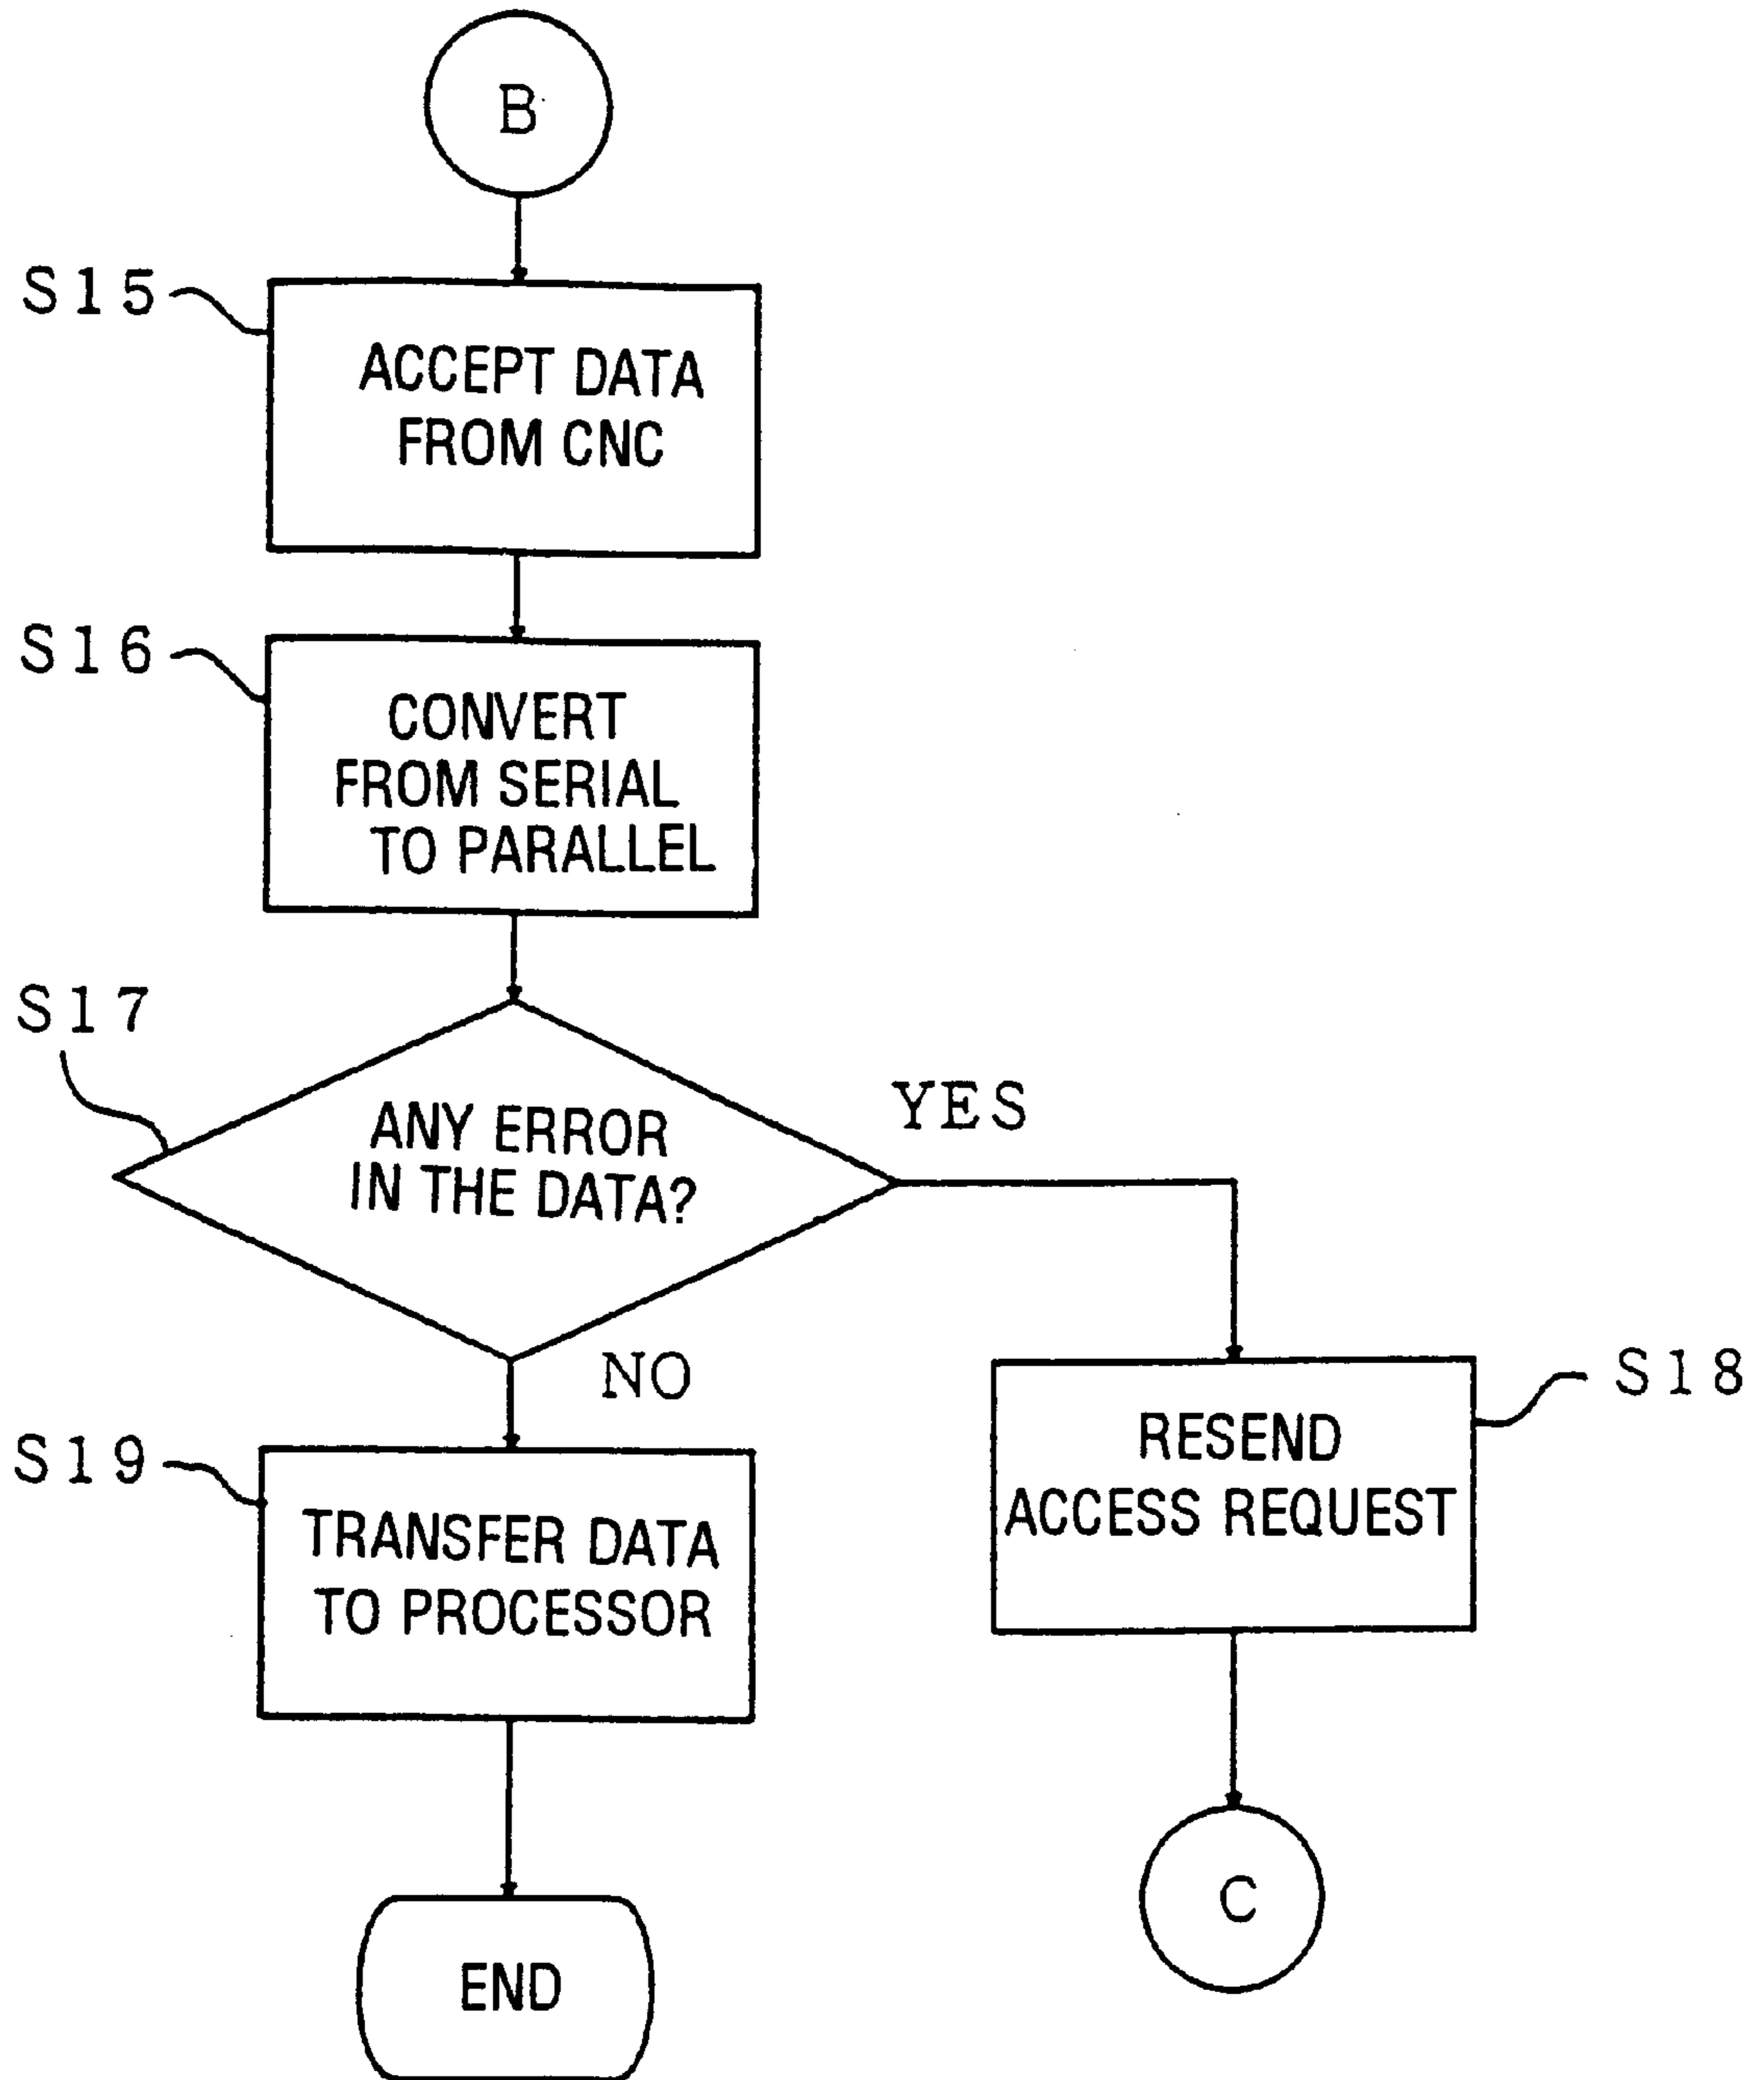 B
S15
ACCEPT DATA
FROM CNC
S16
CONVERT
FROM SERIAL
TO PARALLEL
S17
ANY ERROR
IN THE DATA?
YES
NO
S18
RESEND
ACCESS REQUEST
S19
TRANSFER DATA
TO PROCESSOR
C
END